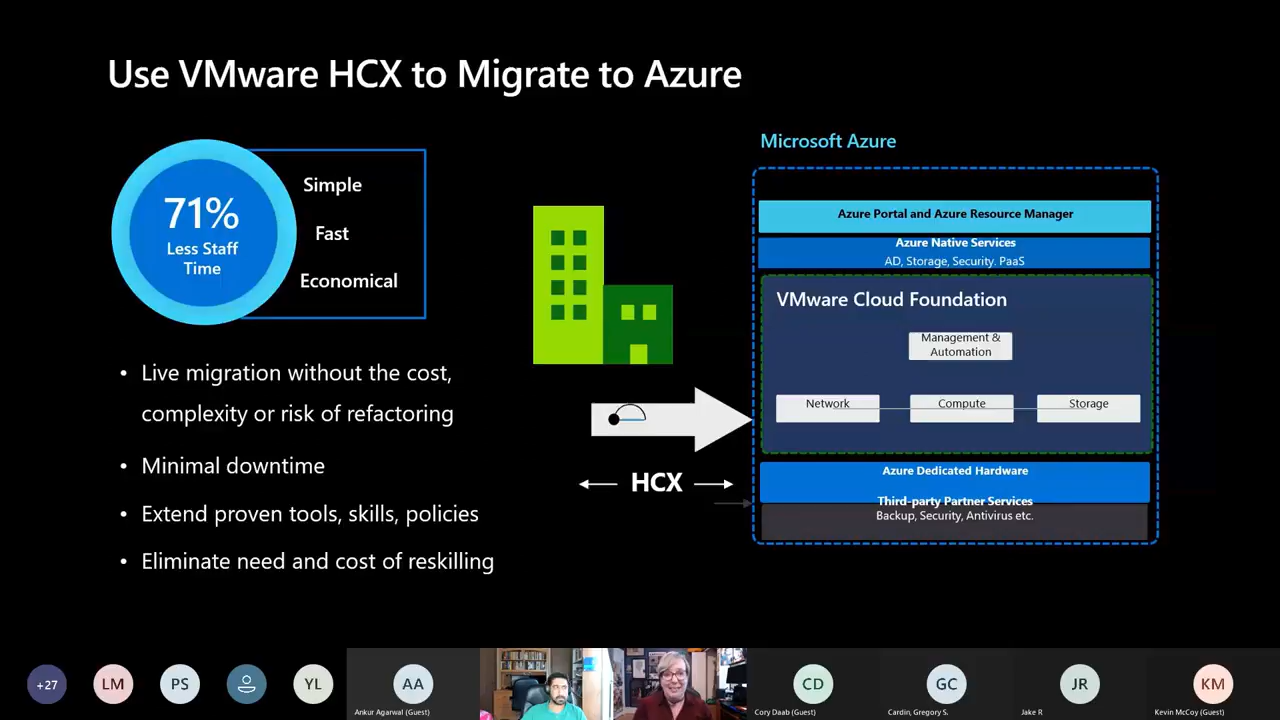 Use VMware HCX to Migrate to Azure
71%
Less Staff
Time
Simple
Fast
Economical
• Live migration without the cost,
complexity or risk of refactoring
• Minimal downtime
• Extend proven tools, skills, policies
• Eliminate need and cost of reskilling
HCX
Microsoft Azure
Azure Portal and Azure Resource Manager
Azure Native Services
AD, Storage, Security. PaaS
VMware Cloud Foundation
Management &
Automation
Network
Compute
Storage
Azure Dedicated Hardware
Third-party Partner Services
Backup, Security, Antivirus etc.
+27
LM
PS
YL
AA
Ankur Agarwal (Guest)
CD
Cory Daab (Guest)
GC
Cardin, Gregory S.
JR
Jake R
KM
Kevin McCoy (Guest)